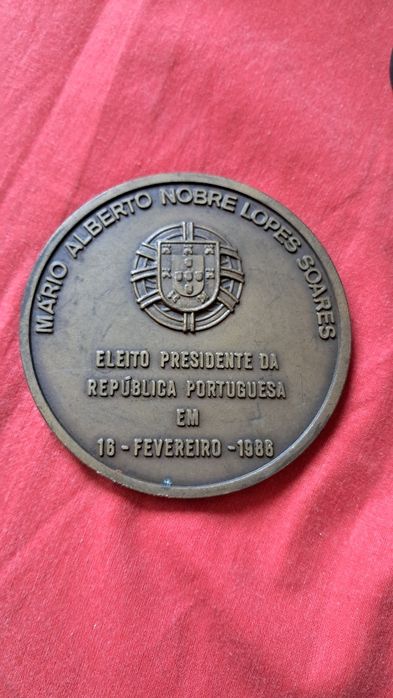 MÁRIO ALBERTO NOBRE LOPES SOARES
ELEITO PRESIDENTE DA
REPÚBLICA PORTUGUESA
EM
16 - FEVEREIRO - 1986